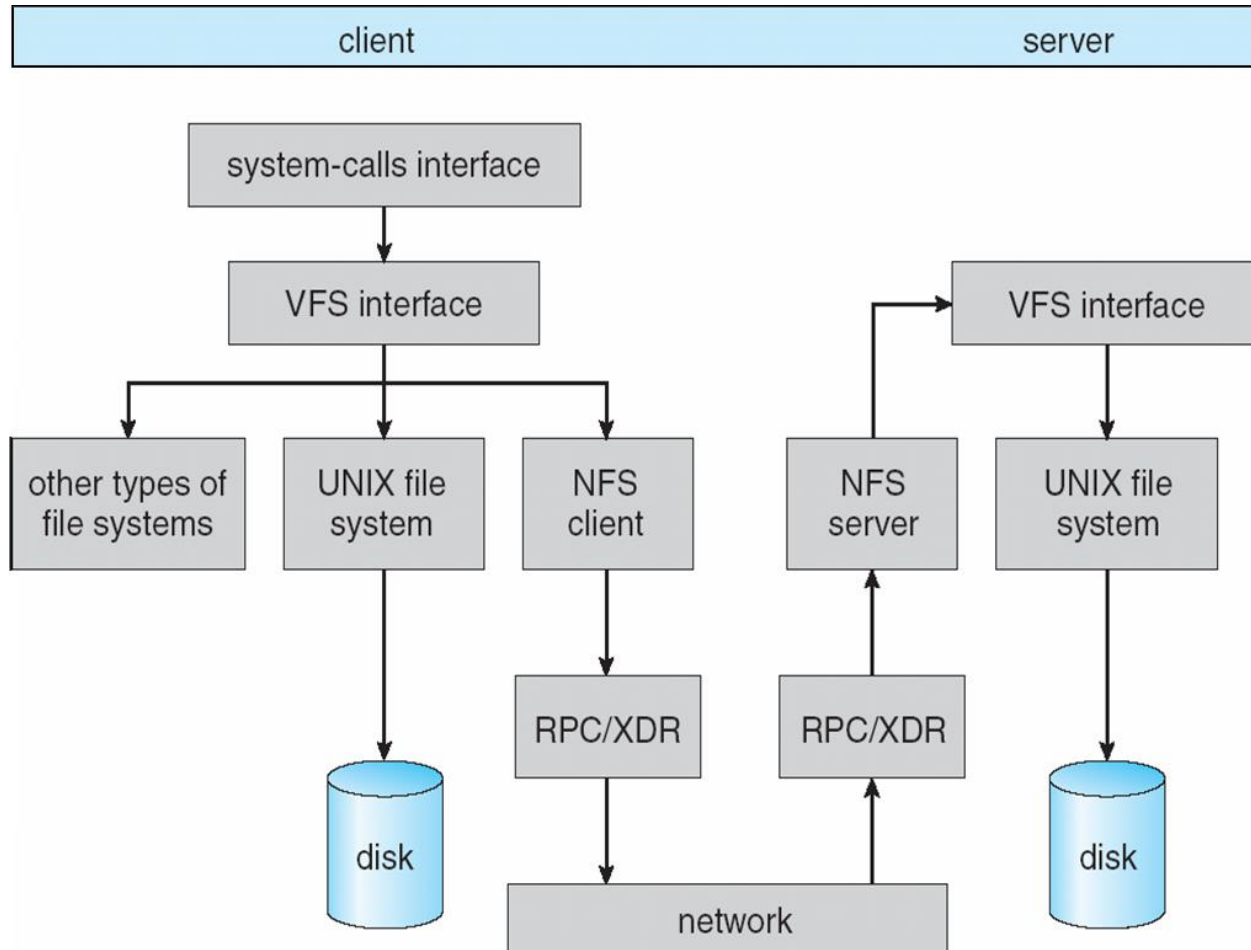 client
server
system-calls interface
VFS interface
VFS interface
other types of
file systems
UNIX file
system
NFS
client
NFS
server
UNIX file
system
RPC/XDR
RPC/XDR
disk
disk
network